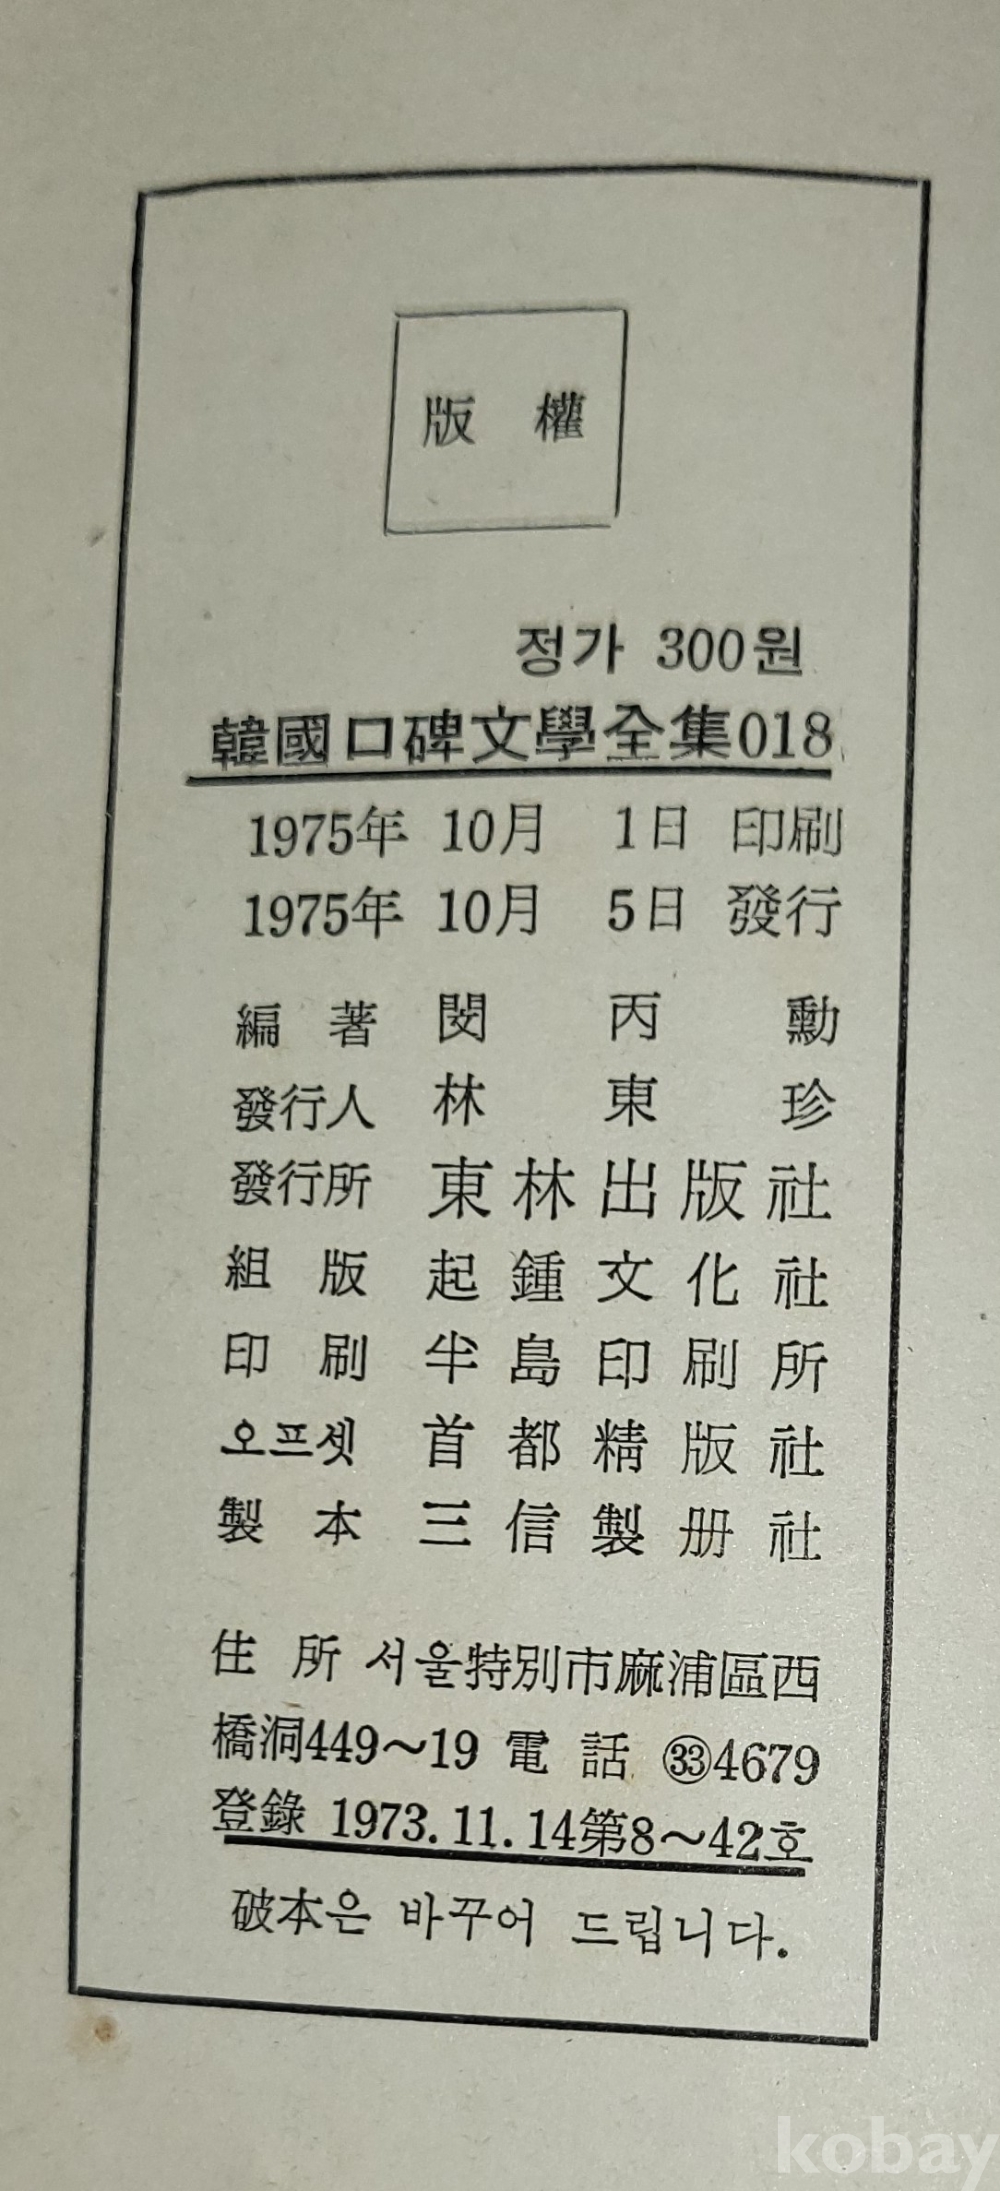 版 權
정가 300원
韓國口碑文學全集018
1975年 10月 1日 印刷
1975年 10月 5日 發行
編 著 閔 丙 勳
發行人 林 東 珍
發行所 東林出版社
組 版 起鍾文化社
印 刷 半島印刷所
오프셋 首都精版社
製 本 三信製册社
住 所 서울特別市麻浦區西
橋洞449～19 電 話 ㉝4679
登錄 1973.11.14第8～42호
破本은 바꾸어 드립니다.
kobay